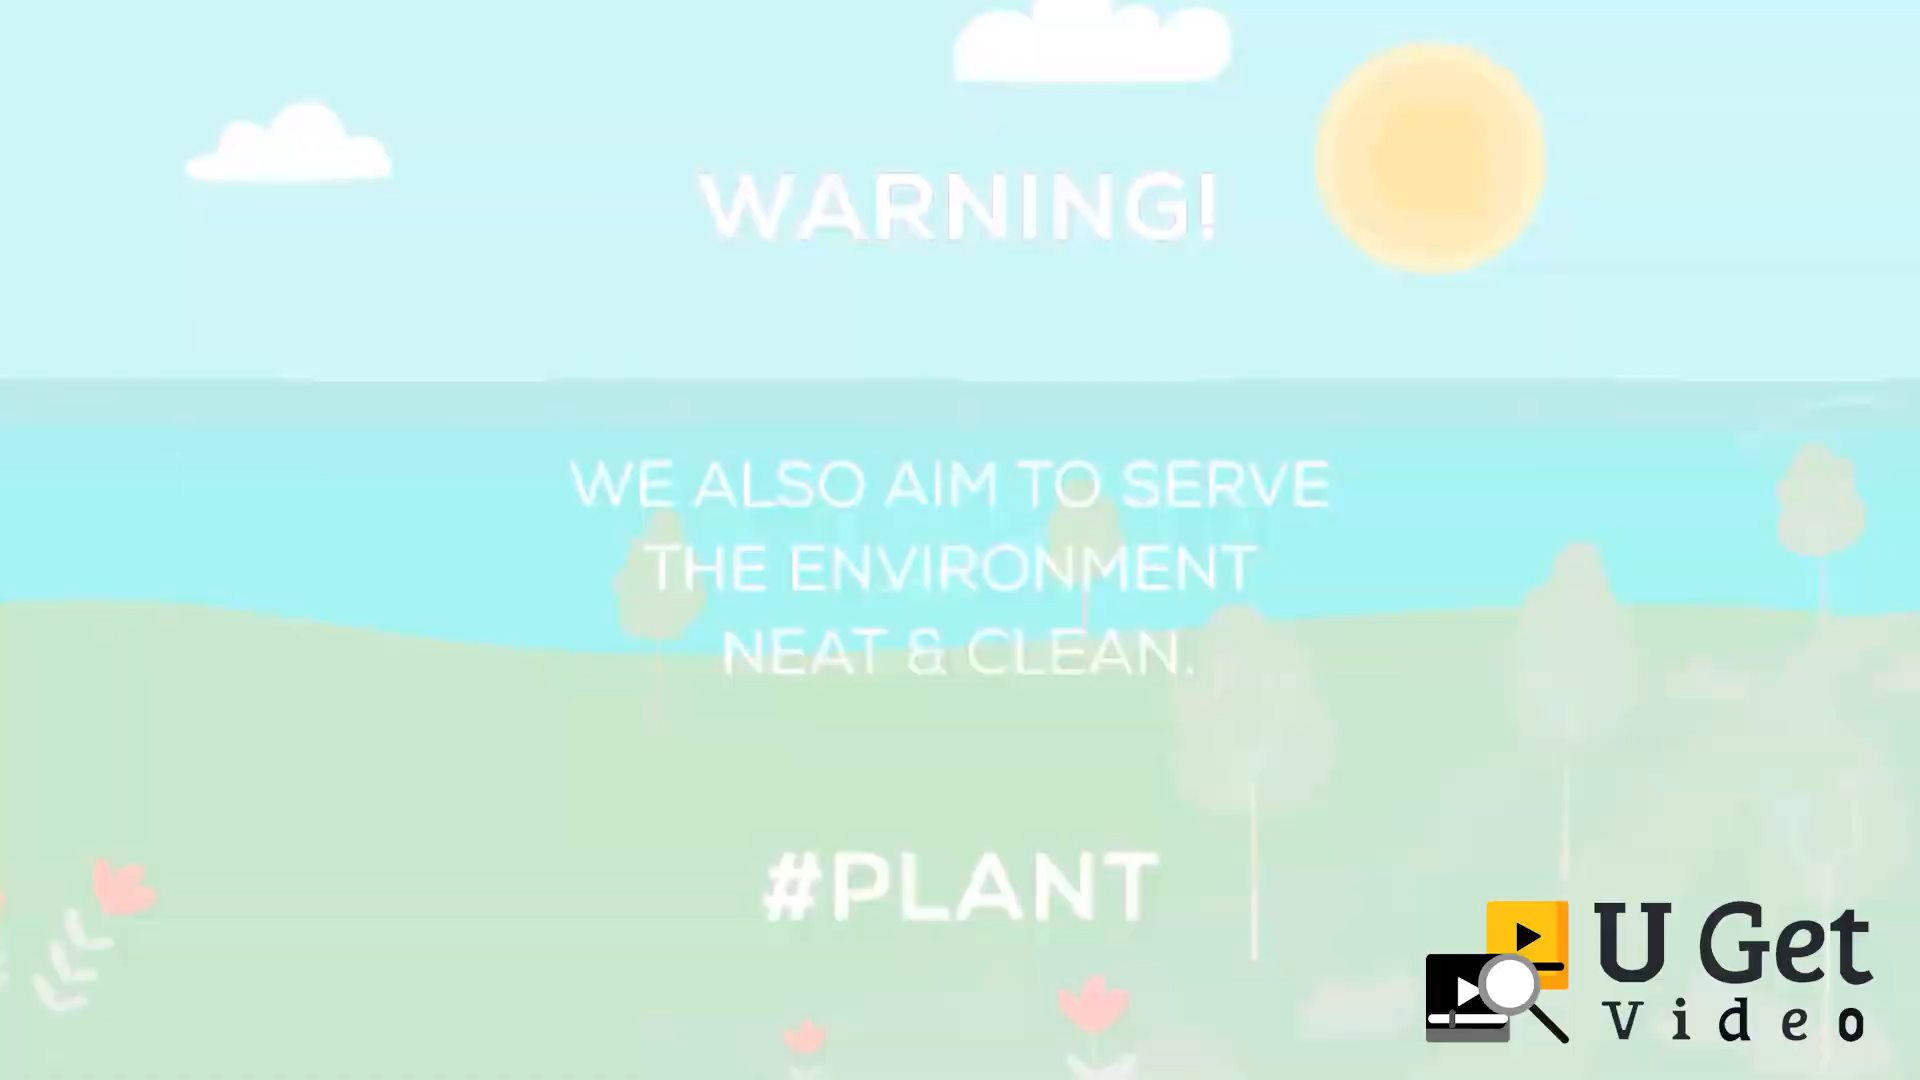 WARNING!
WE ALSO AIM TO SERVE
THE ENVIRONMENT
NEAT & CLEAN.
#PLANT
U Get
Video